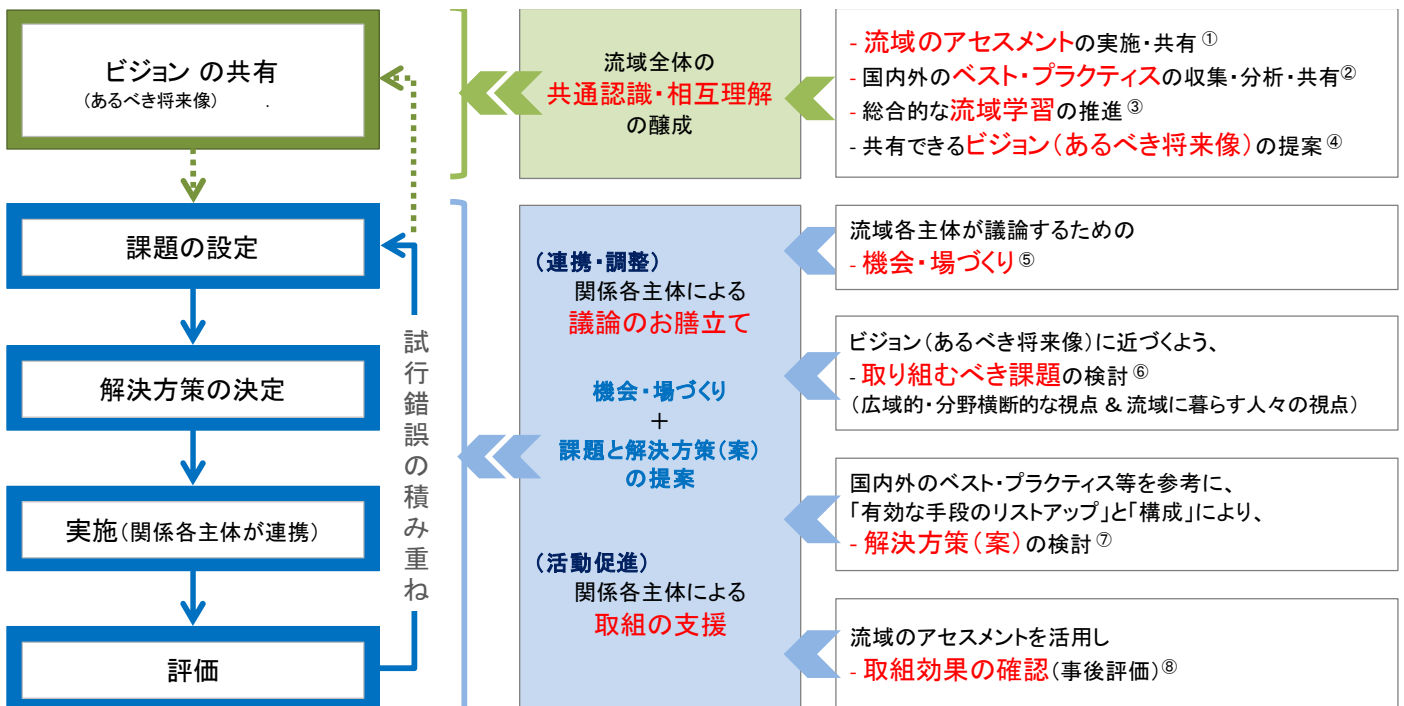 ビジョン の共有
(あるべき将来像) .
課題の設定
解決方策の決定
実施(関係各主体が連携)
評価
試行錯誤の積み重ね
流域全体の
共通認識・相互理解
の醸成
(連携・調整)
関係各主体による
議論のお膳立て
機会・場づくり
+
課題と解決方策(案)
の提案
(活動促進)
関係各主体による
取組の支援
- 流域のアセスメントの実施・共有①
- 国内外のベスト・プラクティスの収集・分析・共有②
- 総合的な流域学習の推進③
- 共有できるビジョン(あるべき将来像)の提案④
流域各主体が議論するための
- 機会・場づくり⑤
ビジョン(あるべき将来像)に近づくよう、
- 取り組むべき課題の検討⑥
(広域的・分野横断的な視点 & 流域に暮らす人々の視点)
国内外のベスト・プラクティス等を参考に、
「有効な手段のリストアップ」と「構成」により、
- 解決方策(案)の検討⑦
流域のアセスメントを活用し
- 取組効果の確認(事後評価)⑧